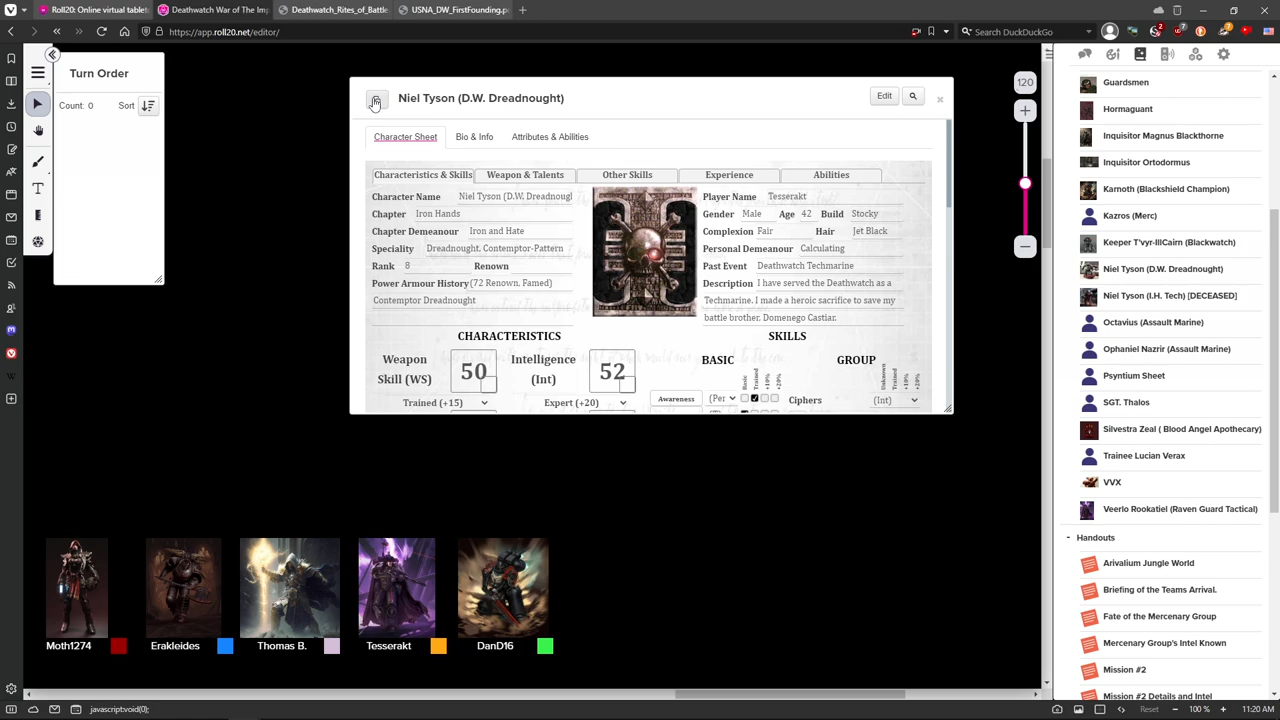 Roll20: Online virtual tablet
Deathwatch War of The Imp
Deathwatch_Rites_of_Battle
USNA_DW_FirstFounding.p
https://app.roll20.net/editor/
Search DuckDuckGo
Turn Order
Count: 0 Sort
Niel Tyson (D.W. Dreadnought)
Edit
Character Sheet Bio & Info Attributes & Abilities
Characteristics & Skills Weapon & Talents Other Skills Experience Abilities
Character Name Niel Tyson (D.W. Dreadnougl
Chapter Iron Hands
Chapter Demeanour Iron and Hate
Speciality Dreadnought, Contemptor-Pattern
Rank 8 Renown
Power Armour History (72 Renown, Famed)
Contemptor Dreadnought
Player Name Tesserakt
Gender Male Age 42 Build Stocky
Complexion Fair Hair Jet Black
Personal Demeanour Calculating
Past Event Deathwatch Techmarine
Description I have served the Deathwatch as a
Techmarine. I made a heroic sacrifice to save my
battle brother, Domenego Castiar.
CHARACTERISTICS
Weapon
Skill (WS)
50
Intelligence
(Int)
52
Trained (+15) Expert (+20)
SKILLS
BASIC
GROUP
Basic
Trained
+10%
+20%
Unknown
Trained
+10%
+20%
Awareness (Per
Ciphers (Int)
120
Guardsmen
Hormaguant
Inquisitor Magnus Blackthorne
Inquisitor Ortodormus
Karnoth (Blackshield Champion)
Kazros (Merc)
Keeper T'vyr-IllCairn (Blackwatch)
Niel Tyson (D.W. Dreadnought)
Niel Tyson (I.H. Tech) [DECEASED]
Octavius (Assault Marine)
Ophaniel Nazrir (Assault Marine)
Psyntium Sheet
SGT. Thalos
Silvestra Zeal ( Blood Angel Apothecary)
Trainee Lucian Verax
VVX
Veerlo Rookatiel (Raven Guard Tactical)
- Handouts
Arivalium Jungle World
Briefing of the Teams Arrival.
Fate of the Mercenary Group
Mercenary Group's Intel Known
Mission #2
Mission #2 Details and Intel
Moth1274
Erakleides
Thomas B.
Tesserakt
DanD16
javascript:void(0);
Reset 100 % 11:20 AM